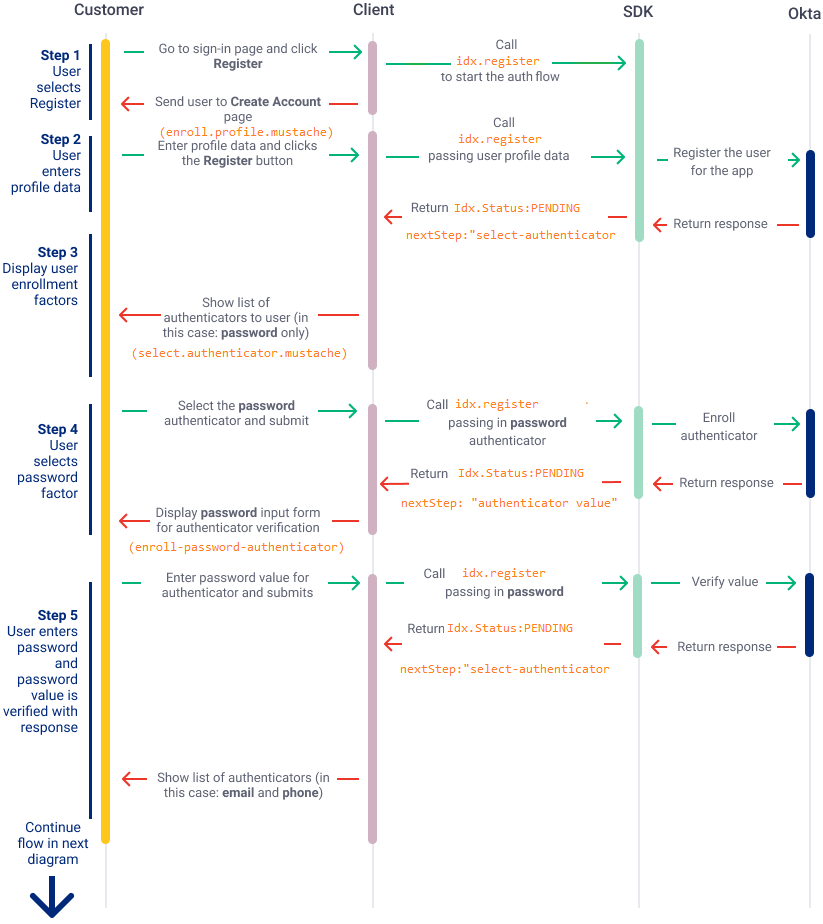 Customer
Client
SDK
Okta
Step 1
User
selects
Register
Go to sign-in page and click
Register
Call
idx.register
to start the auth flow
Send user to Create Account
page
(enroll.profile.mustache)
Step 2
User
enters
profile data
Enter profile data and clicks
the Register button
Call
idx.register
passing user profile data
Register the user
for the app
Return Idx.Status:PENDING
nextStep:"select-authenticator
Return response
Step 3
Display user
enrollment
factors
Show list of
authenticators to user (in
this case: password only)
(select.authenticator.mustache)
Step 4
User
selects
password
factor
Select the password
authenticator and submit
Call idx.register
passing in password
authenticator
Enroll
authenticator
Return Idx.Status:PENDING
nextStep: "authenticator value"
Return response
Display password input form
for authenticator verification
(enroll-password-authenticator)
Step 5
User enters
password
and
password
value is
verified with
response
Enter password value for
authenticator and submits
Call idx.register
passing in password
Verify value
Return Idx.Status:PENDING
nextStep:"select-authenticator
Return response
Show list of authenticators (in
this case: email and phone)
Continue
flow in next
diagram